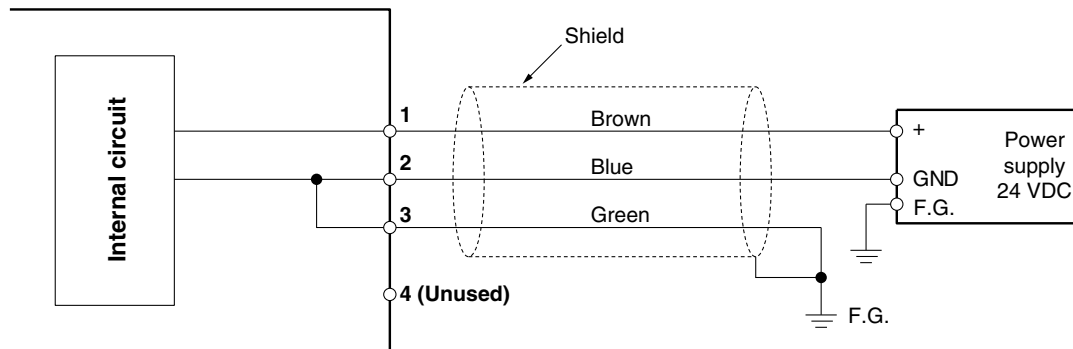 Shield
Internal circuit
1
Brown
+
Power
supply
24 VDC
2
Blue
GND
F.G.
3
Green
4 (Unused)
F.G.